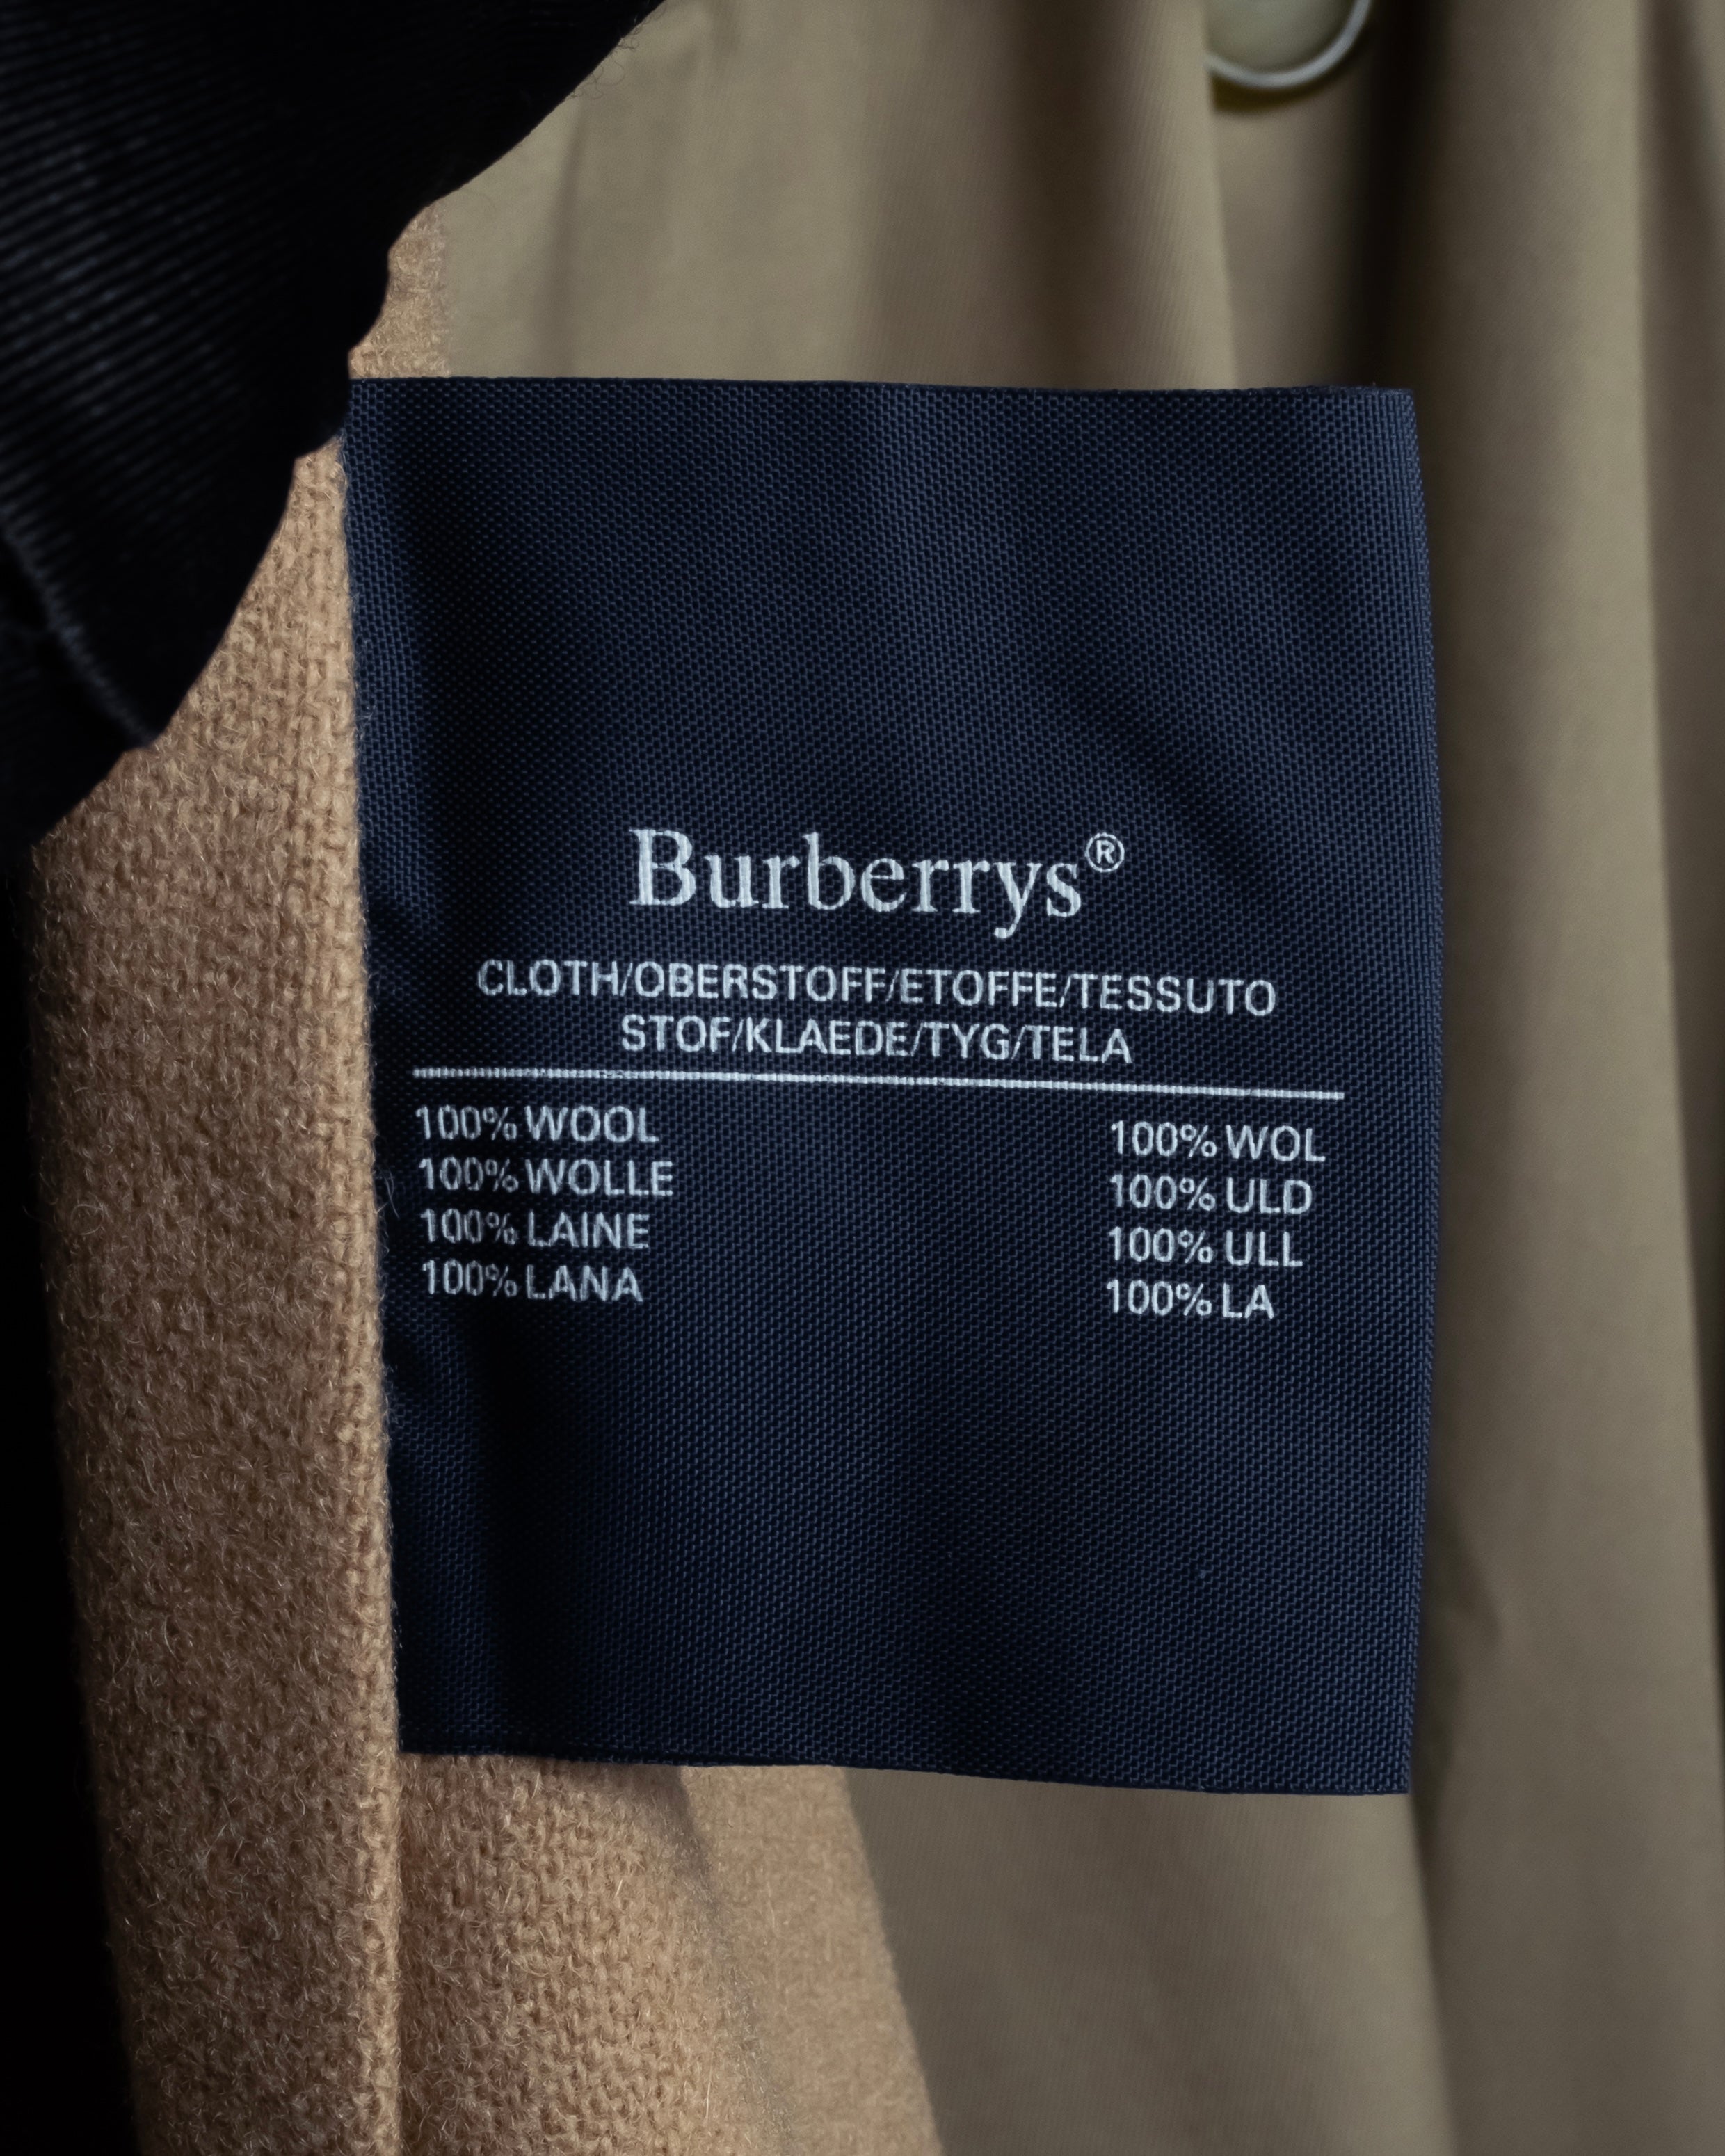 Burberrys®
CLOTH/OBERSTOFF/ETOFFE/TESSUTO
STOF/KLAEDE/TYG/TELA
100% WOOL 100% WOL
100% WOLLE 100% ULD
100% LAINE 100% ULL
100% LANA 100% LA